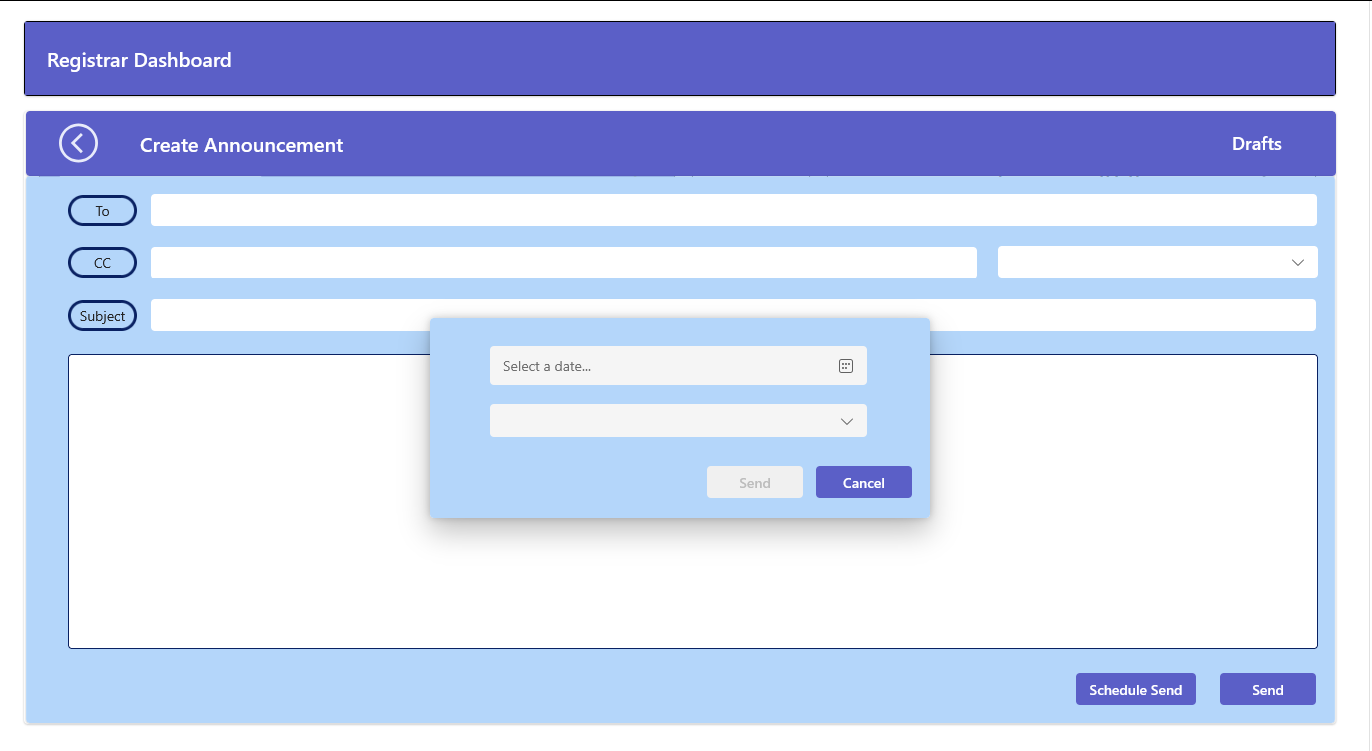 Registrar Dashboard
Create Announcement
Drafts
To
CC
Subject
Select a date...
Send
Cancel
Schedule Send
Send